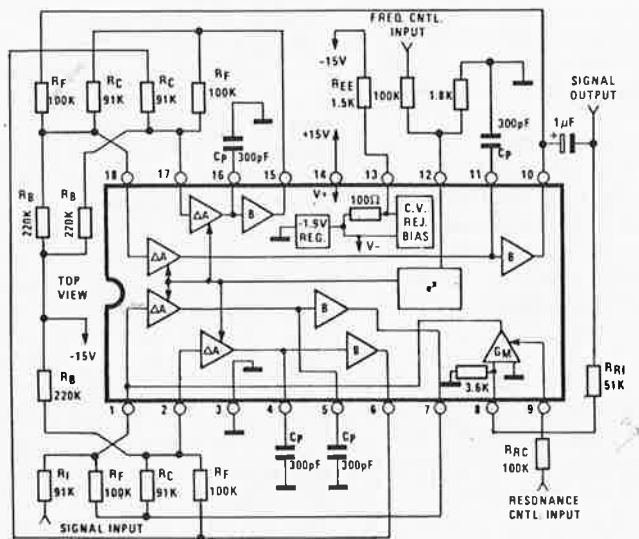 FREQ. CNTL.
INPUT
SIGNAL
OUTPUT
-15V
RF
100K
RC
91K
RC
91K
RF
100K
REE
1.5K
100K
1.8K
300pF
CP
1µF
+
+15V
CP
300pF
18
17
16
15
14
13
12
11
10
V+
100Ω
-1.9V
REG.
V-
C.V.
REJ.
BIAS
ΔA
B
ΔA
B
eˣ
ΔA
B
ΔA
B
GM
3.6K
RB
220K
RB
220K
TOP
VIEW
-15V
RB
220K
1
2
3
4
5
6
7
8
9
RRI
51K
RI
91K
RF
100K
RC
91K
RF
100K
CP
300pF
CP
300pF
RRC
100K
SIGNAL INPUT
RESONANCE
CNTL. INPUT